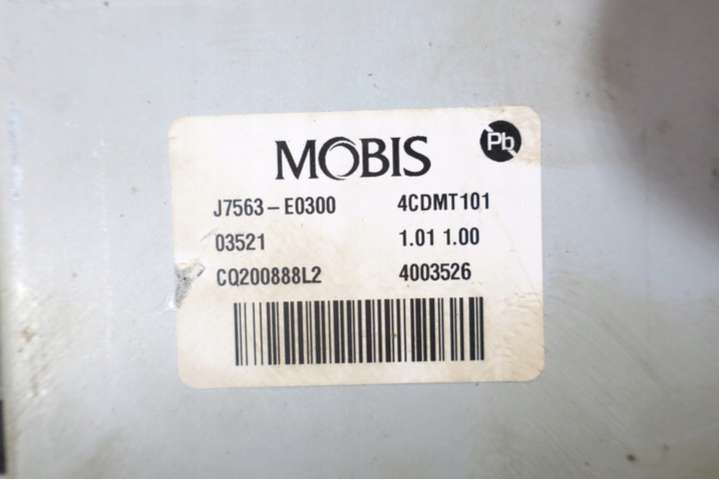 MOBIS Pb
J7563-E0300 4CDMT101
03521 1.01 1.00
CQ200888L2 4003526